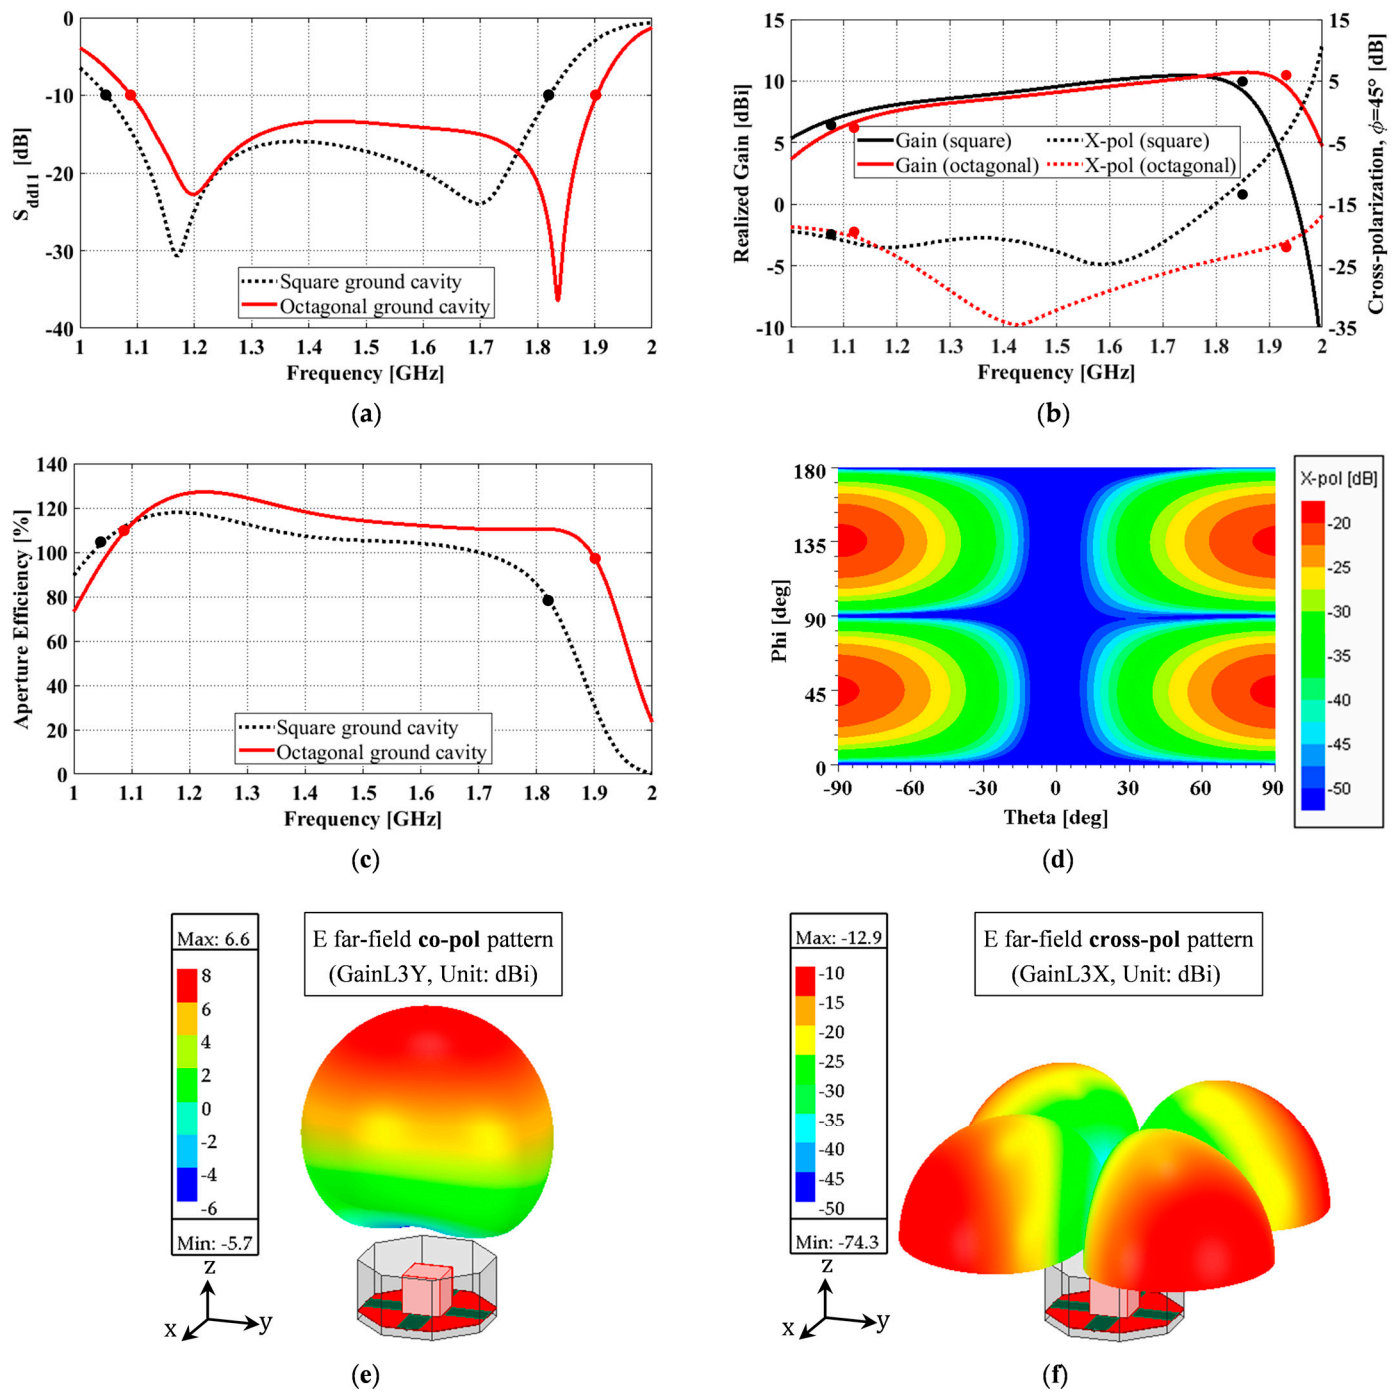 0
-10
-20
-30
-40
S_dd11 [dB]
Square ground cavity
Octagonal ground cavity
1 1.1 1.2 1.3 1.4 1.5 1.6 1.7 1.8 1.9 2
Frequency [GHz]
(a)
15
10
5
0
-5
-10
Realized Gain [dBi]
Gain (square)
Gain (octagonal)
X-pol (square)
X-pol (octagonal)
15
5
-5
-15
-25
-35
Cross-polarization, ϕ=45° [dB]
1 1.1 1.2 1.3 1.4 1.5 1.6 1.7 1.8 1.9 2
Frequency [GHz]
(b)
140
120
100
80
60
40
20
0
Aperture Efficiency [%]
Square ground cavity
Octagonal ground cavity
1 1.1 1.2 1.3 1.4 1.5 1.6 1.7 1.8 1.9 2
Frequency [GHz]
(c)
180
135
90
45
0
Phi [deg]
-90 -60 -30 0 30 60 90
Theta [deg]
X-pol [dB]
-20
-25
-30
-35
-40
-45
-50
(d)
Max: 6.6
8
6
4
2
0
-2
-4
-6
Min: -5.7
E far-field co-pol pattern
(GainL3Y, Unit: dBi)
z
x
y
(e)
Max: -12.9
-10
-15
-20
-25
-30
-35
-40
-45
-50
Min: -74.3
E far-field cross-pol pattern
(GainL3X, Unit: dBi)
z
x
y
(f)